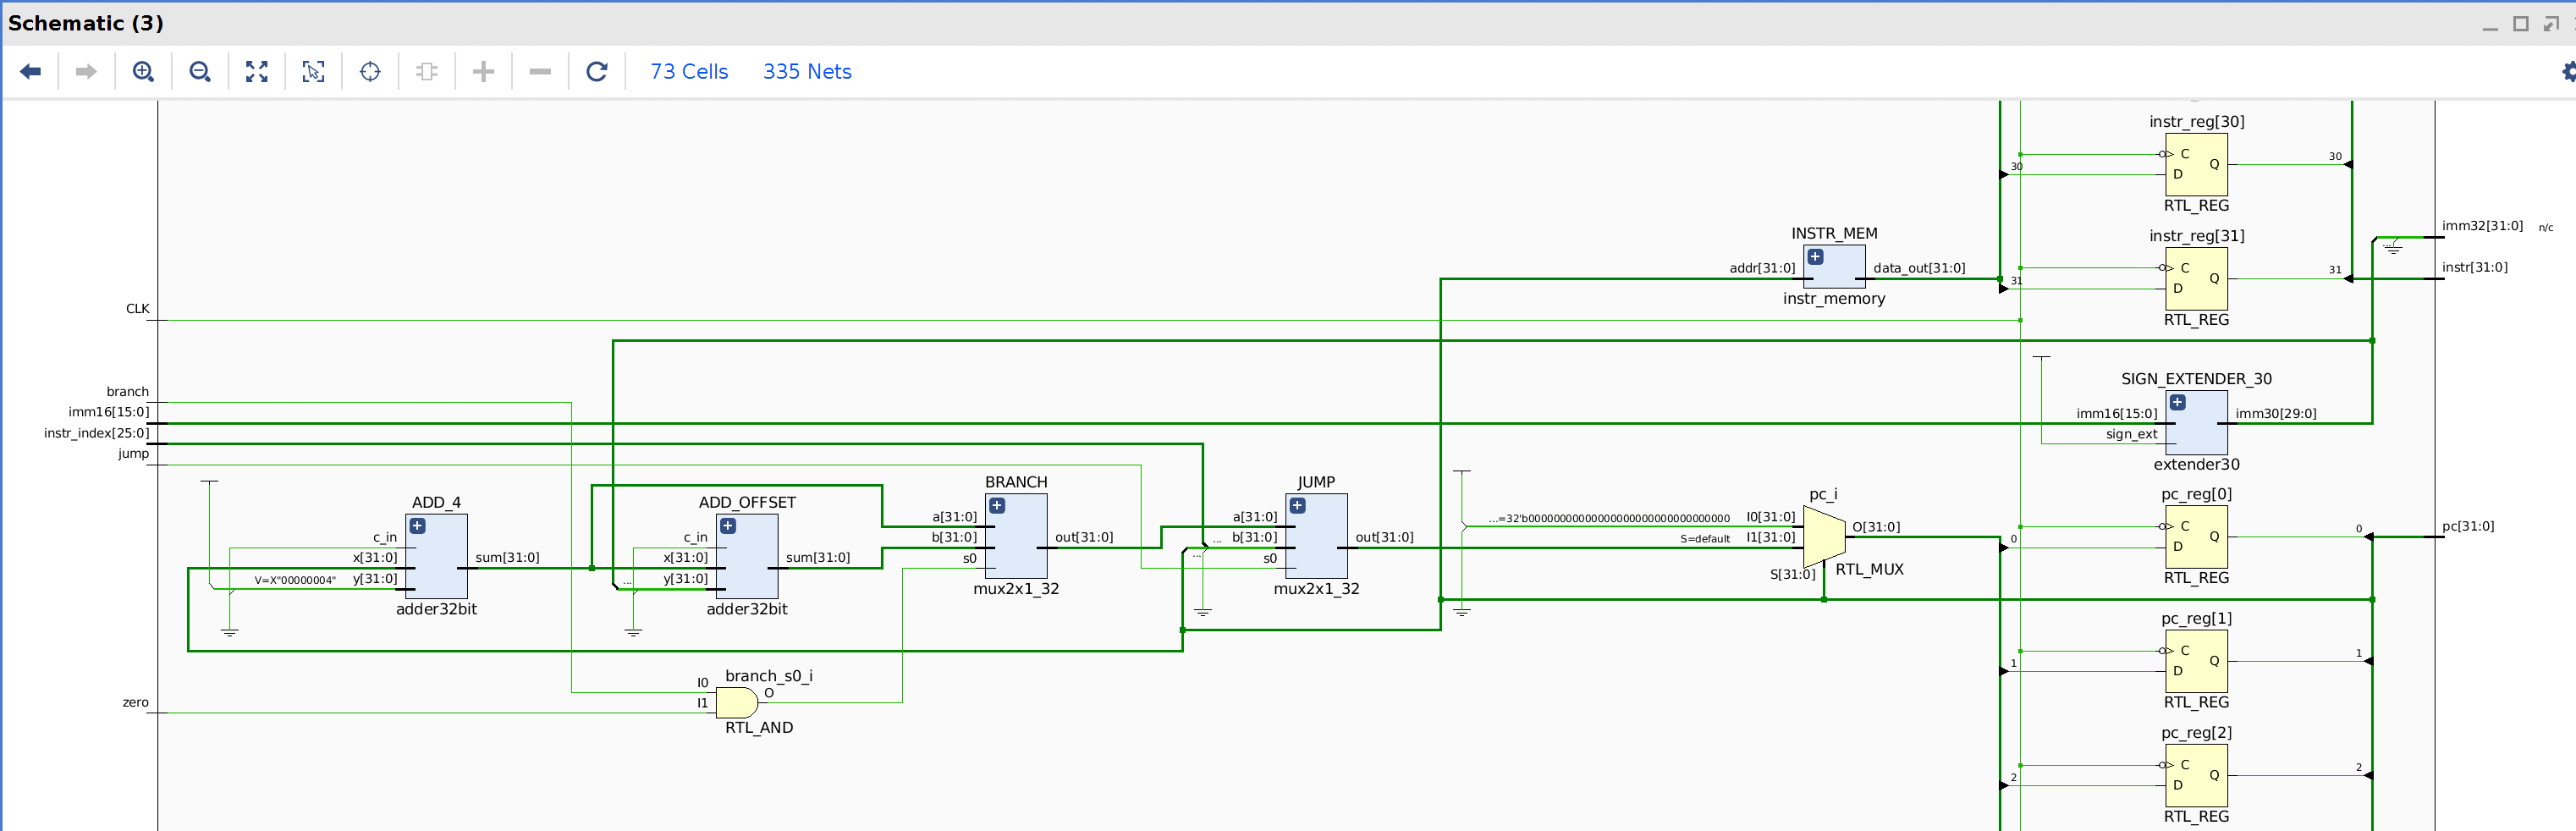 Schematic (3)
73 Cells 335 Nets
instr_reg[30]
30 C Q 30
D
RTL_REG
imm32[31:0] n/c
INSTR_MEM
instr_reg[31]
addr[31:0] data_out[31:0]
C Q 31 instr[31:0]
31 D
instr_memory
RTL_REG
...
CLK
SIGN_EXTENDER_30
branch
imm16[15:0]
imm16[15:0] imm30[29:0]
instr_index[25:0]
sign_ext
jump
extender30
ADD_4
c_in
x[31:0] sum[31:0]
V=X"00000004" y[31:0]
adder32bit
ADD_OFFSET
c_in
x[31:0] sum[31:0]
... y[31:0]
adder32bit
BRANCH
a[31:0]
b[31:0] out[31:0]
s0
mux2x1_32
JUMP
a[31:0]
... b[31:0] out[31:0]
... s0
mux2x1_32
pc_i
I0[31:0] O[31:0]
S=default I1[31:0]
S[31:0] RTL_MUX
pc_reg[0]
C Q 0 pc[31:0]
0 D
RTL_REG
pc_reg[1]
C Q 1
1 D
RTL_REG
branch_s0_i
I0 O
zero I1
RTL_AND
pc_reg[2]
C Q 2
2 D
RTL_REG